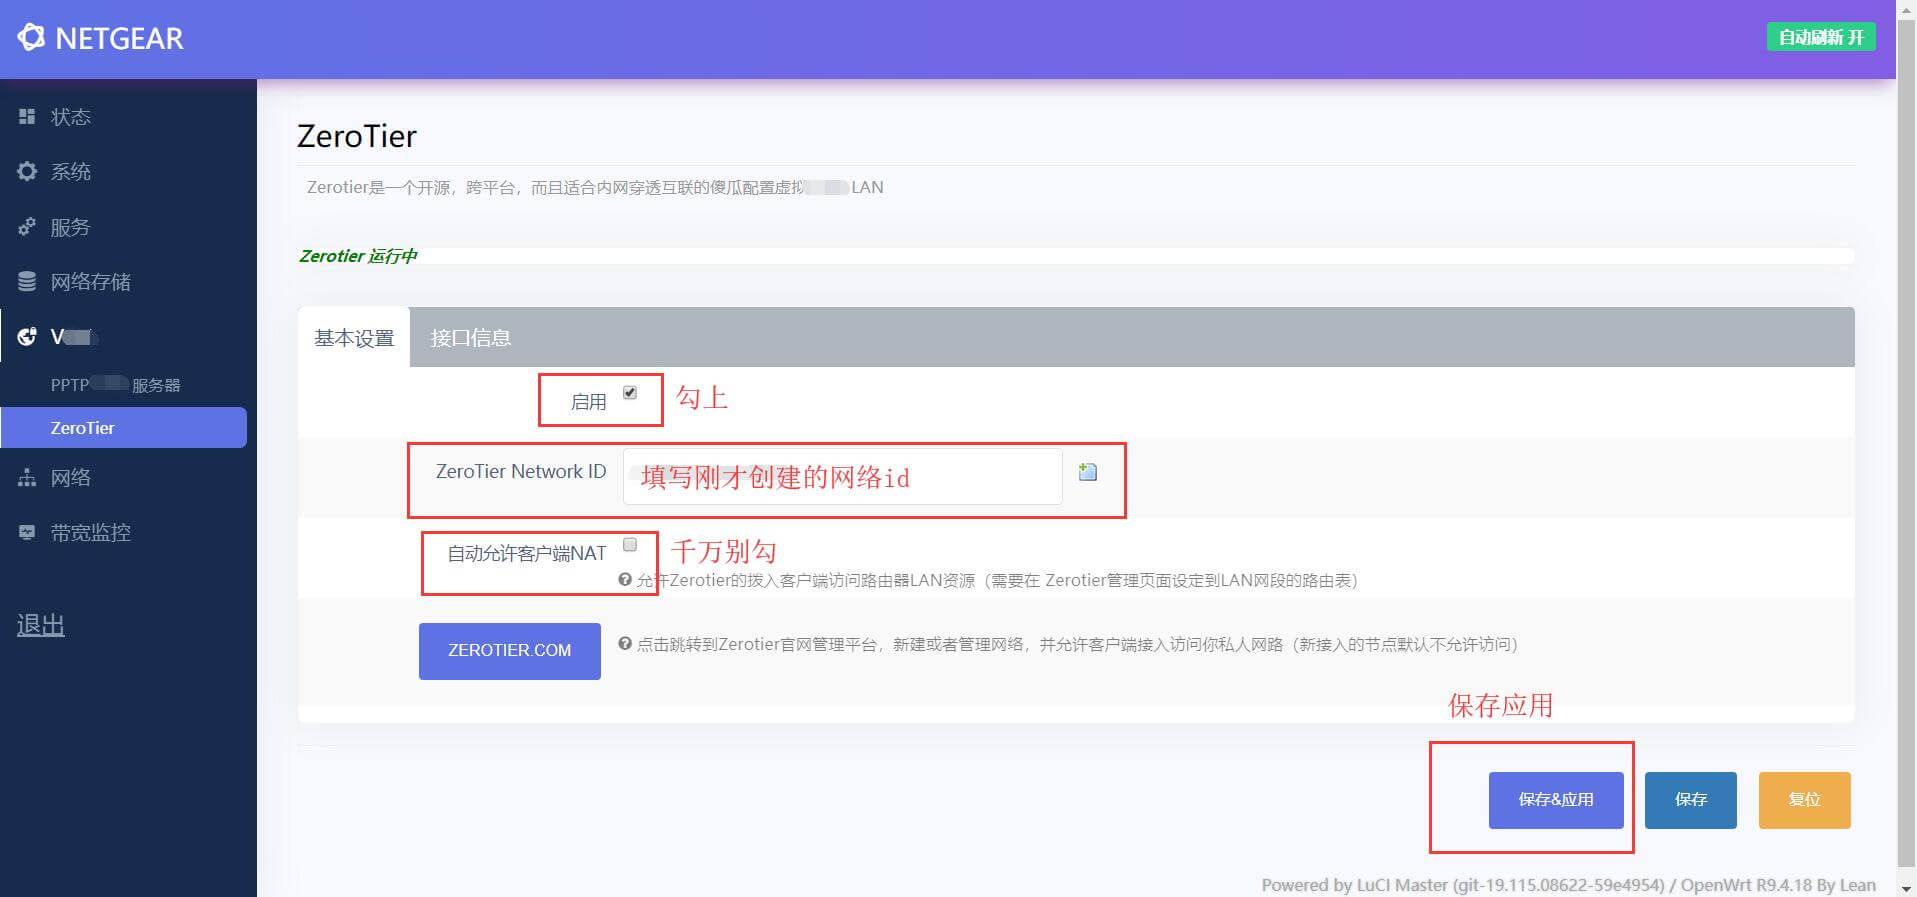 NETGEAR
自动刷新 开
状态
系统
服务
网络存储
V
PPTP 服务器
ZeroTier
网络
带宽监控
退出
ZeroTier
Zerotier是一个开源，跨平台，而且适合内网穿透互联的傻瓜配置虚拟 LAN
Zerotier 运行中
基本设置
接口信息
启用
勾上
ZeroTier Network ID
填写刚才创建的网络id
自动允许客户端NAT
千万别勾
允许Zerotier的拨入客户端访问路由器LAN资源（需要在 Zerotier管理页面设定到LAN网段的路由表）
ZEROTIER.COM
点击跳转到Zerotier官网管理平台，新建或者管理网络，并允许客户端接入访问你私人网路（新接入的节点默认不允许访问）
保存应用
保存&应用
保存
复位
Powered by LuCI Master (git-19.115.08622-59e4954) / OpenWrt R9.4.18 By Lean